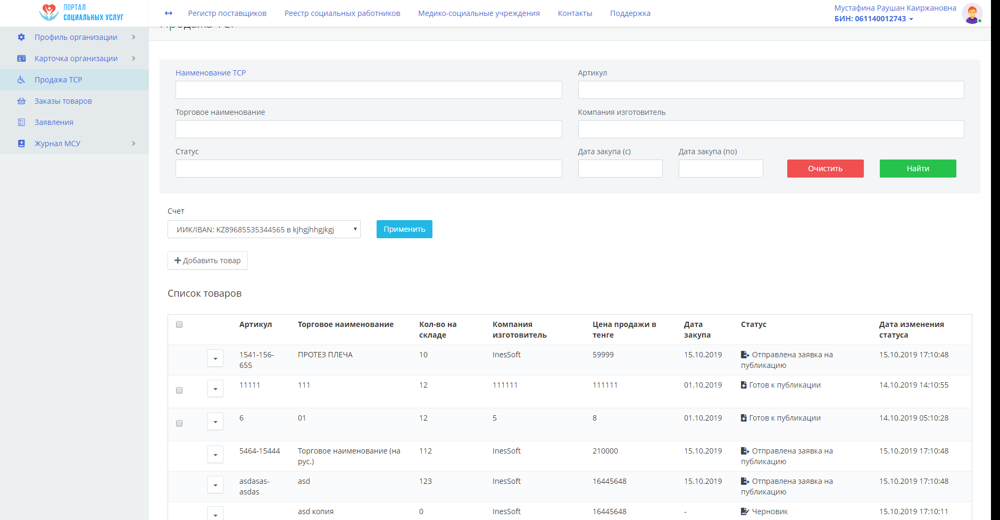 ПОРТАЛ
СОЦИАЛЬНЫХ УСЛУГ
Регистр поставщиков
Реестр социальных работников
Медико-социальные учреждения
Контакты
Поддержка
Мустафина Раушан Каиржановна
БИН: 061140012743
Профиль организации
Карточка организации
Продажа ТСР
Заказы товаров
Заявления
Журнал МСУ
Продажа ТСР
Наименование ТСР
Артикул
Торговое наименование
Компания изготовитель
Статус
Дата закупа (с)
Дата закупа (по)
Очистить
Найти
Счет
ИИК/IBAN: KZ89685535344565 в kjhgjhhgjkgj
Применить
Добавить товар
Список товаров
Артикул Торговое наименование Кол-во на складе Компания изготовитель Цена продажи в тенге Дата закупа Статус Дата изменения статуса
1541-156-655 ПРОТЕЗ ПЛЕЧА 10 InesSoft 59999 15.10.2019 Отправлена заявка на публикацию 15.10.2019 17:10:48
11111 111 12 111111 111111 01.10.2019 Готов к публикации 14.10.2019 14:10:55
6 01 12 5 8 01.10.2019 Готов к публикации 14.10.2019 05:10:28
5464-15444 Торговое наименование (на рус.) 112 InesSoft 210000 15.10.2019 Отправлена заявка на публикацию 15.10.2019 17:10:48
asdasas-asdas asd 123 InesSoft 16445648 15.10.2019 Отправлена заявка на публикацию 15.10.2019 17:10:48
asd копия 0 InesSoft 16445648 - Черновик 15.10.2019 17:10:11